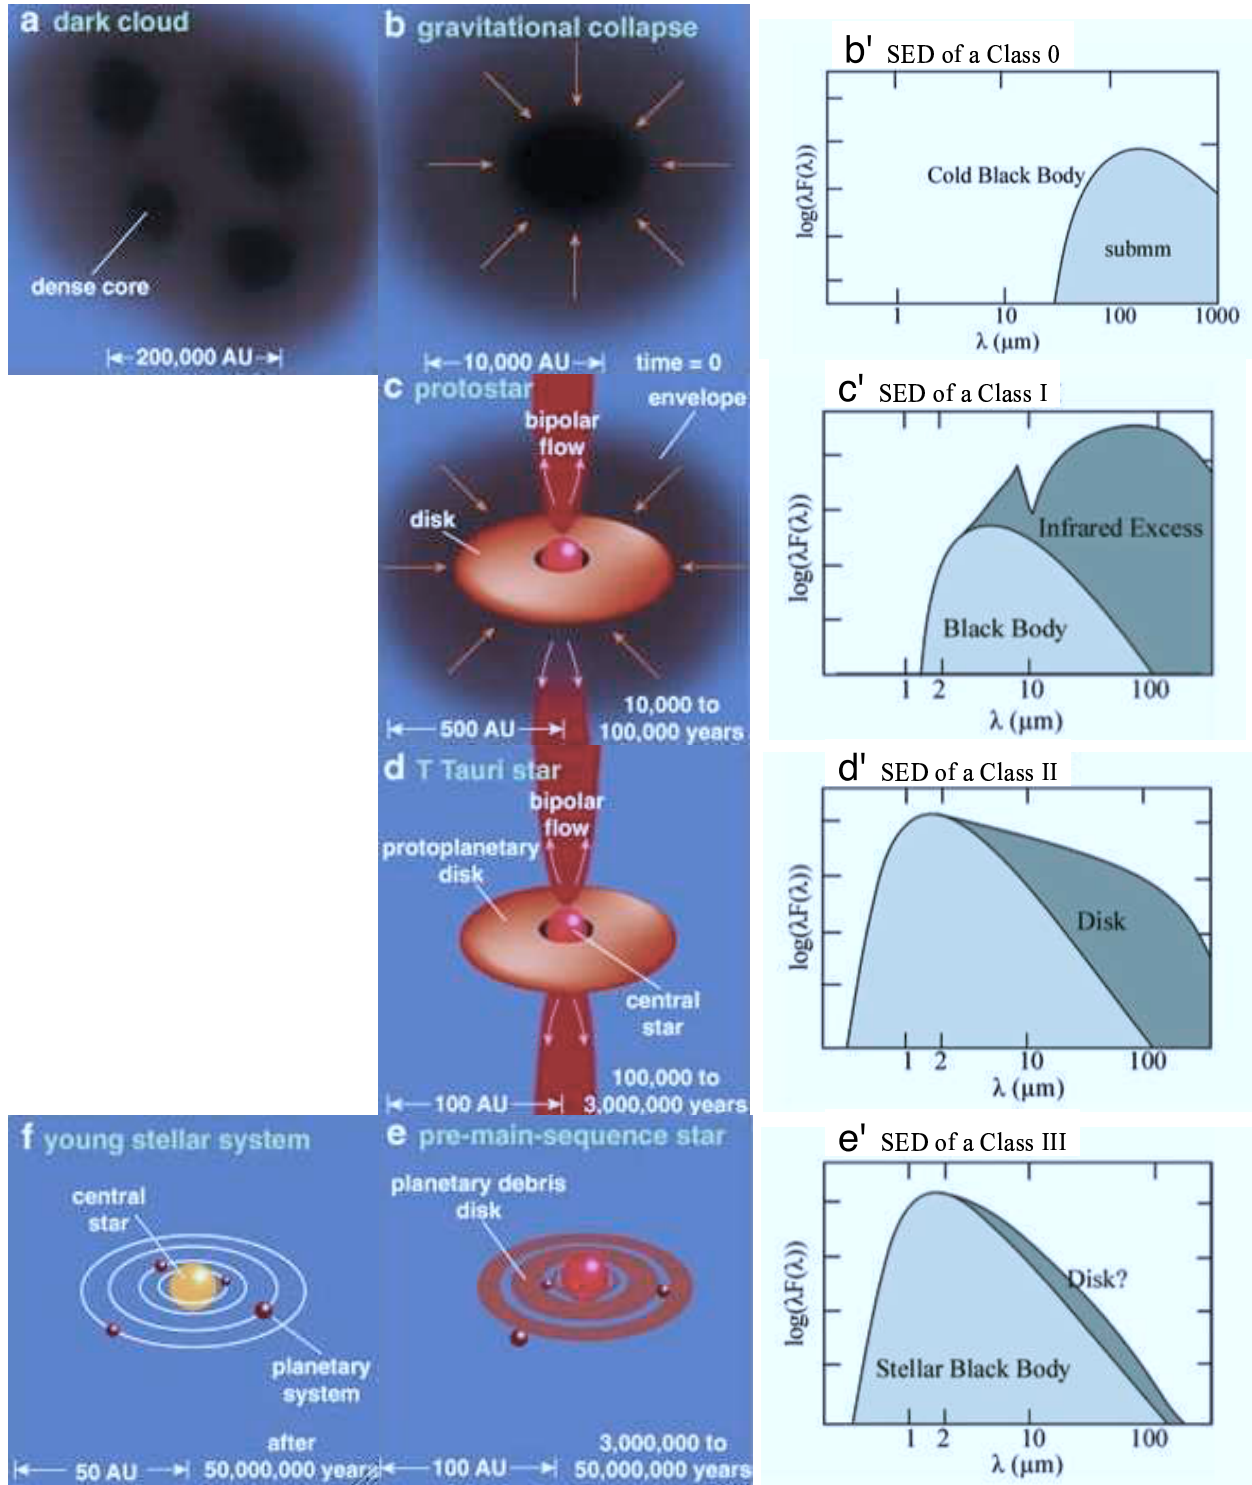 a dark cloud
dense core
200,000 AU
b gravitational collapse
10,000 AU
time = 0
b' SED of a Class 0
log(λF(λ))
Cold Black Body
submm
1
10
100
1000
λ (μm)
c protostar
envelope
bipolar
flow
disk
10,000 to
100,000 years
500 AU
c' SED of a Class I
log(λF(λ))
Infrared Excess
Black Body
1
2
10
100
λ (μm)
d T Tauri star
bipolar
flow
protoplanetary
disk
central
star
100,000 to
3,000,000 years
100 AU
d' SED of a Class II
log(λF(λ))
Disk
1
2
10
100
λ (μm)
f young stellar system
central
star
planetary
system
after
50,000,000 years
50 AU
e pre-main-sequence star
planetary debris
disk
3,000,000 to
50,000,000 years
100 AU
e' SED of a Class III
log(λF(λ))
Disk?
Stellar Black Body
1
2
10
100
λ (μm)